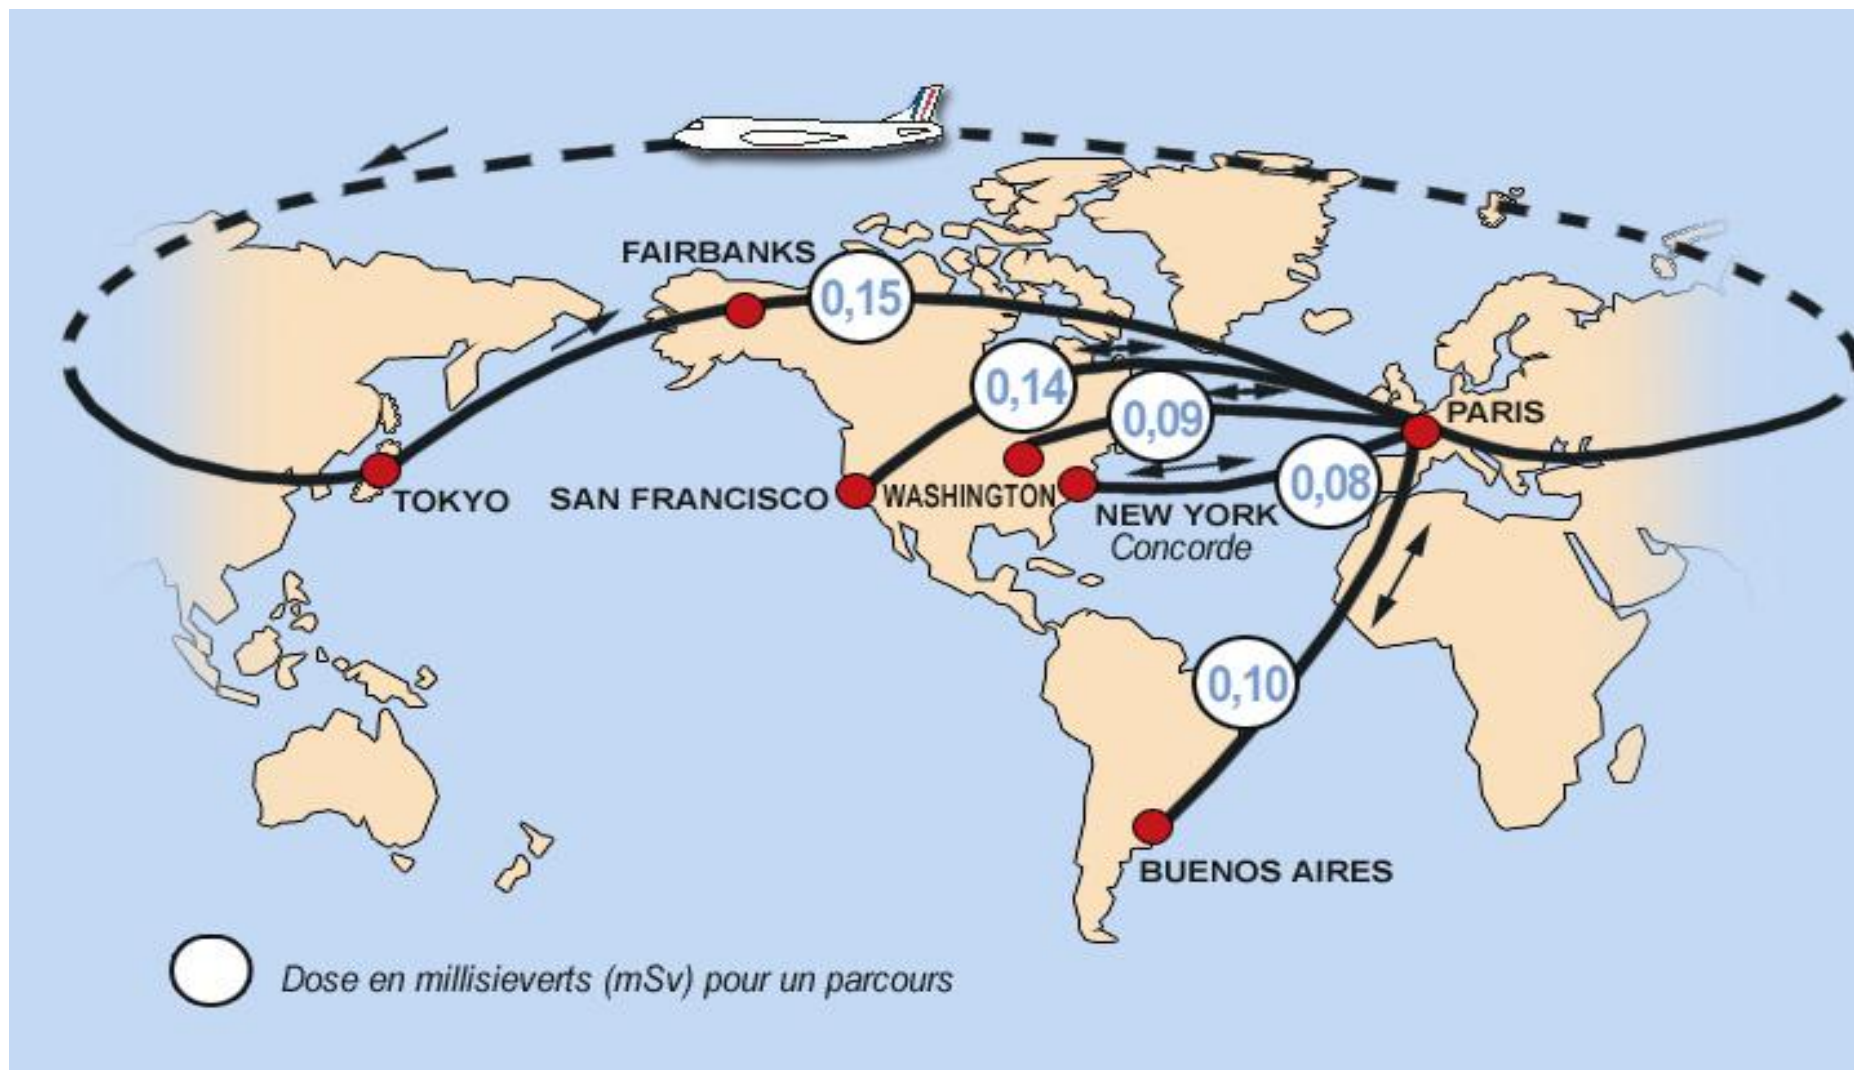 FAIRBANKS
0,15
0,14
0,09
PARIS
0,08
TOKYO
SAN FRANCISCO
WASHINGTON
NEW YORK
Concorde
0,10
BUENOS AIRES
Dose en millisieverts (mSv) pour un parcours